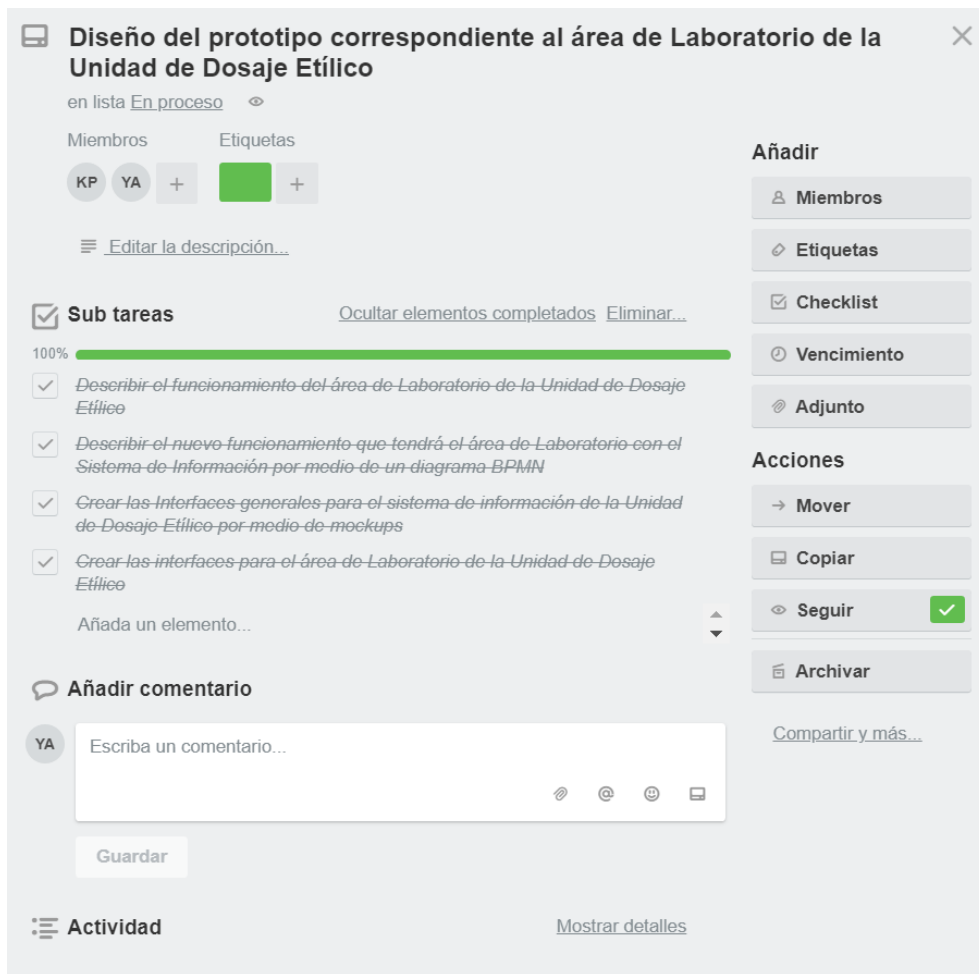 Diseño del prototipo correspondiente al área de Laboratorio de la
Unidad de Dosaje Etílico
en lista En proceso
Miembros
Etiquetas
KP
YA
+
+
Editar la descripción...
Sub tareas
Ocultar elementos completados
Eliminar...
100%
Describir el funcionamiento del área de Laboratorio de la Unidad de Dosaje
Etílico
Describir el nuevo funcionamiento que tendrá el área de Laboratorio con el
Sistema de Información por medio de un diagrama BPMN
Crear las Interfaces generales para el sistema de información de la Unidad
de Dosaje Etílico por medio de mockups
Crear las interfaces para el área de Laboratorio de la Unidad de Dosaje
Etílico
Añada un elemento...
Añadir comentario
YA
Escriba un comentario...
@
Guardar
Actividad
Mostrar detalles
Añadir
Miembros
Etiquetas
Checklist
Vencimiento
Adjunto
Acciones
Mover
Copiar
Seguir
Archivar
Compartir y más...